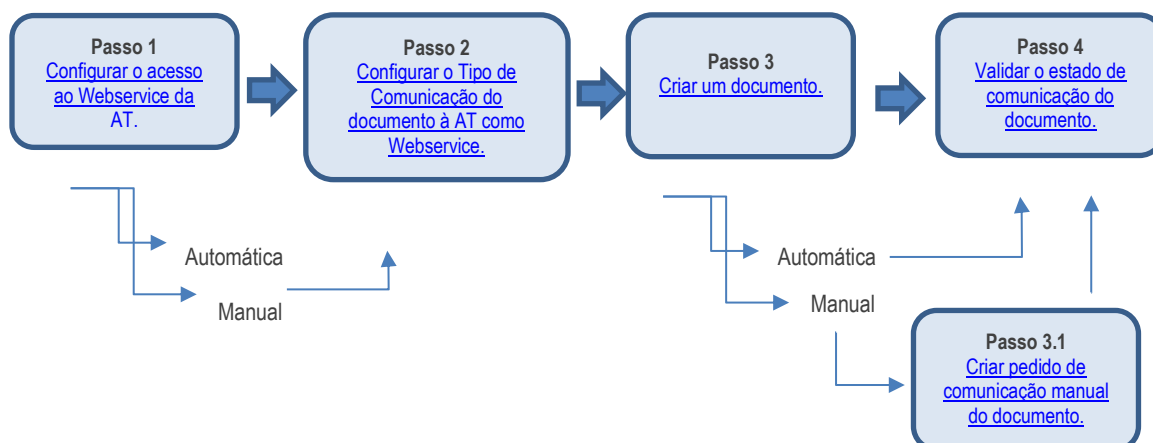 Passo 1
Configurar o acesso
ao Webservice da
AT.
Passo 2
Configurar o Tipo de
Comunicação do
documento à AT como
Webservice.
Passo 3
Criar um documento.
Passo 4
Validar o estado de
comunicação do
documento.
Automática
Manual
Automática
Manual
Passo 3.1
Criar pedido de
comunicação manual
do documento.